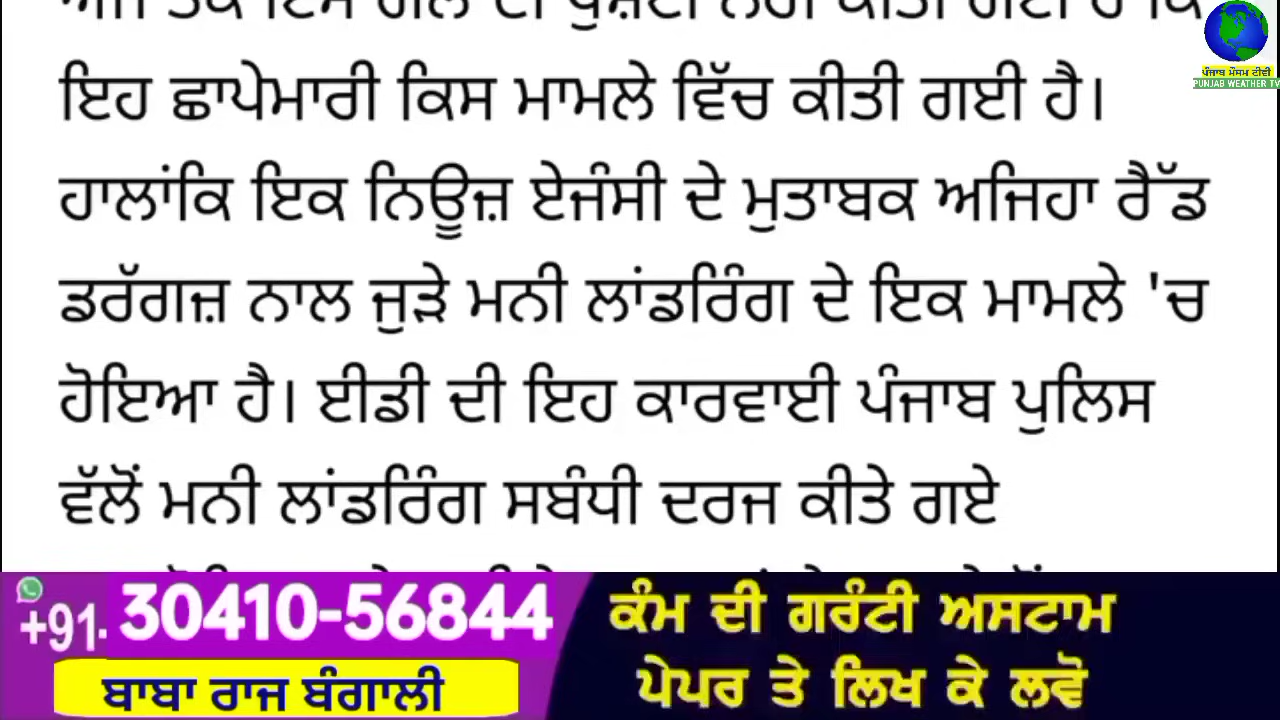 ਇਹ ਛਾਪੇਮਾਰੀ ਕਿਸ ਮਾਮਲੇ ਵਿੱਚ ਕੀਤੀ ਗਈ ਹੈ।
ਹਾਲਾਂਕਿ ਇਕ ਨਿਊਜ਼ ਏਜੰਸੀ ਦੇ ਮੁਤਾਬਕ ਅਜਿਹਾ ਰੈੱਡ
ਡਰੱਗਜ਼ ਨਾਲ ਜੁੜੇ ਮਨੀ ਲਾਂਡਰਿੰਗ ਦੇ ਇਕ ਮਾਮਲੇ 'ਚ
ਹੋਇਆ ਹੈ। ਈਡੀ ਦੀ ਇਹ ਕਾਰਵਾਈ ਪੰਜਾਬ ਪੁਲਿਸ
ਵੱਲੋਂ ਮਨੀ ਲਾਂਡਰਿੰਗ ਸਬੰਧੀ ਦਰਜ ਕੀਤੇ ਗਏ
ਪੰਜਾਬ ਮੌਸਮ ਟੀਵੀ
PUNJAB WEATHER TV
+91-30410-56844
ਬਾਬਾ ਰਾਜ ਬੰਗਾਲੀ
ਕੰਮ ਦੀ ਗਰੰਟੀ ਅਸਟਾਮ
ਪੇਪਰ ਤੇ ਲਿਖ ਕੇ ਲਵੋ